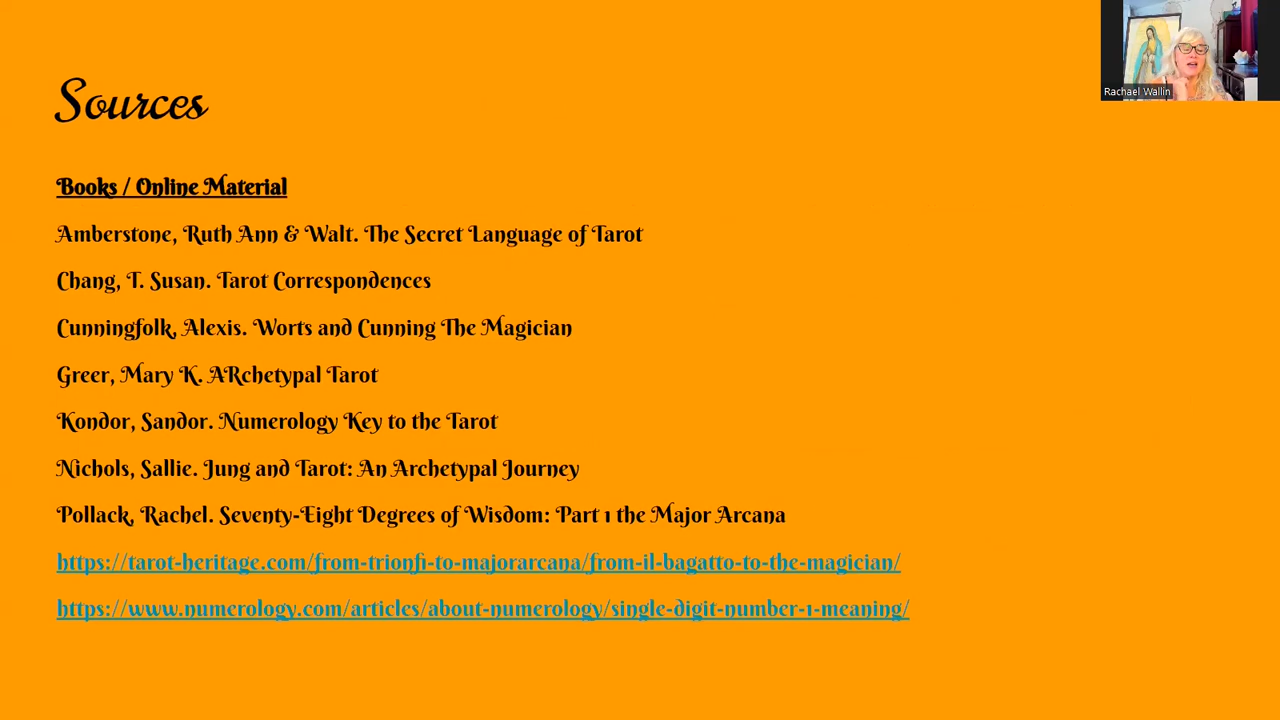 Sources
Rachael Wallin
Books / Online Material
Amberstone, Ruth Ann & Walt. The Secret Language of Tarot
Chang, T. Susan. Tarot Correspondences
Cunningfolk, Alexis. Worts and Cunning The Magician
Greer, Mary K. ARchetypal Tarot
Kondor, Sandor. Numerology Key to the Tarot
Nichols, Sallie. Jung and Tarot: An Archetypal Journey
Pollack, Rachel. Seventy-Eight Degrees of Wisdom: Part 1 the Major Arcana
https://tarot-heritage.com/from-trionfi-to-majorarcana/from-il-bagatto-to-the-magician/
https://www.numerology.com/articles/about-numerology/single-digit-number-1-meaning/